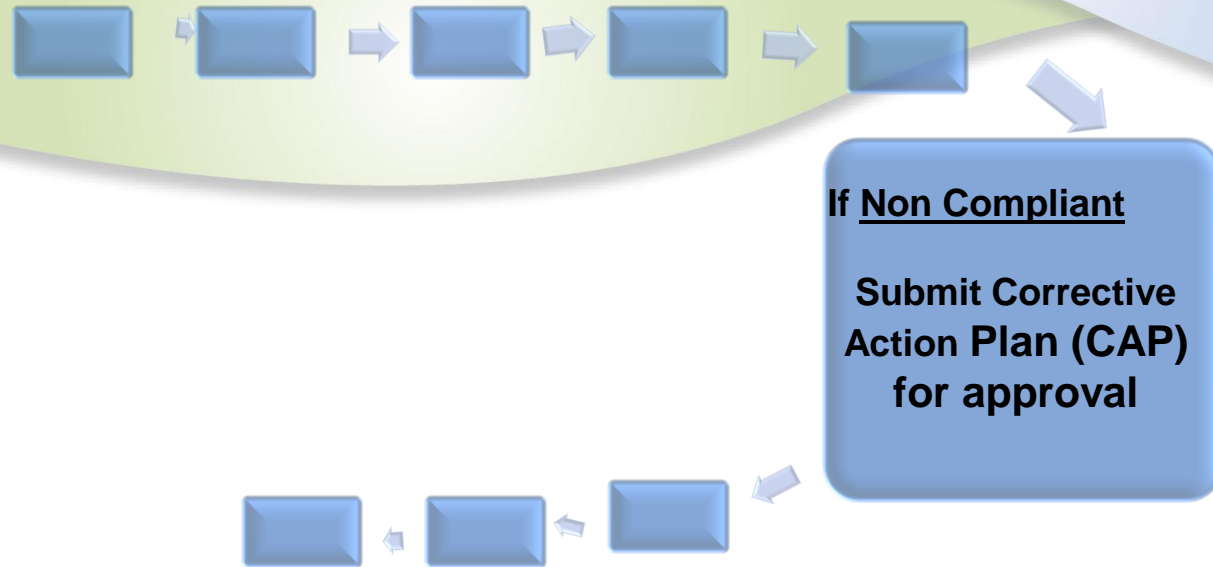 If Non Compliant
Submit Corrective
Action Plan (CAP)
for approval